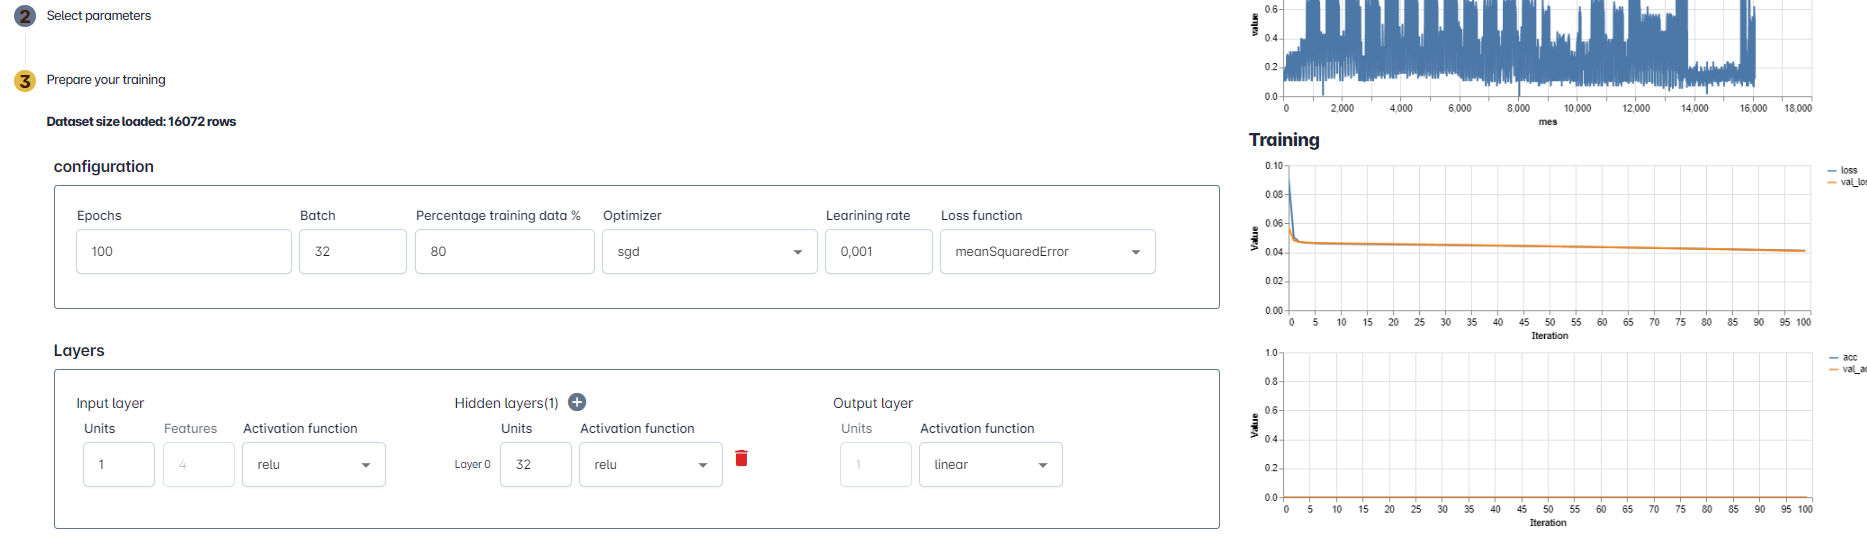 2 Select parameters
3 Prepare your training
Dataset size loaded: 16072 rows
configuration
Epochs Batch Percentage training data % Optimizer Learining rate Loss function
100 32 80 sgd 0,001 meanSquaredError
Layers
Input layer Hidden layers(1) Output layer
Units Features Activation function Units Activation function Units Activation function
1 4 relu Layer 0 32 relu 1 linear
value
0.6
0.4
0.2
0.0
0 2,000 4,000 6,000 8,000 10,000 12,000 14,000 16,000 18,000
mes
Training
Value
0.10
0.08
0.06
0.04
0.02
0.00
0 5 10 15 20 25 30 35 40 45 50 55 60 65 70 75 80 85 90 95 100
Iteration
loss
val_los
Value
1.0
0.8
0.6
0.4
0.2
0.0
0 5 10 15 20 25 30 35 40 45 50 55 60 65 70 75 80 85 90 95 100
Iteration
acc
val_ac